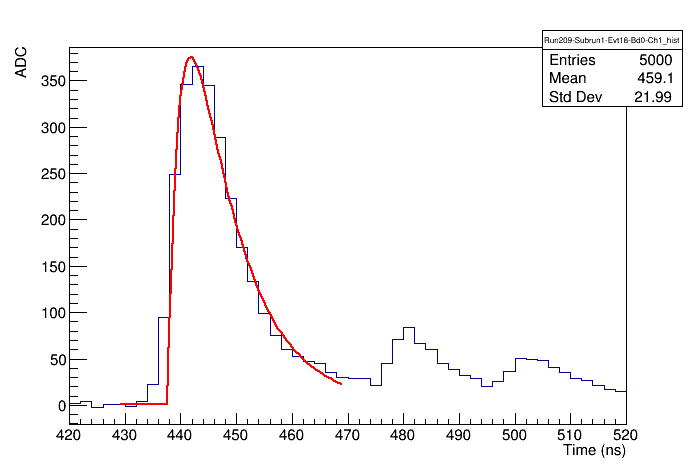 Run209-Subrun1-Evt16-Bd0-Ch1_hist
Entries 5000
Mean 459.1
Std Dev 21.99
ADC
350
300
250
200
150
100
50
0
420 430 440 450 460 470 480 490 500 510 520
Time (ns)